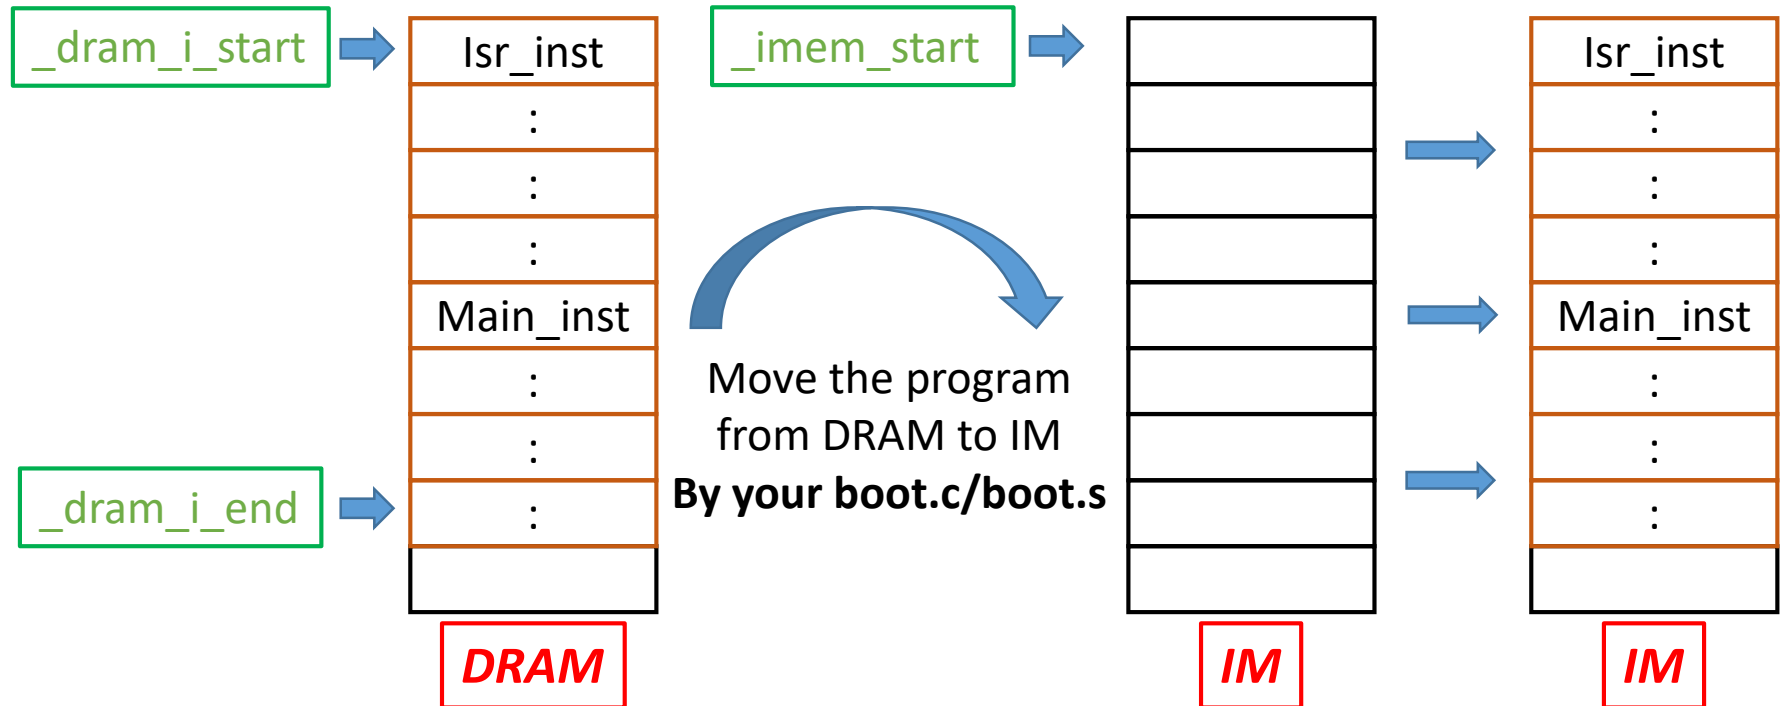 _dram_i_start
Isr_inst
:
:
:
Main_inst
:
:
:
_dram_i_end
DRAM
_imem_start
Move the program
from DRAM to IM
By your boot.c/boot.s
IM
Isr_inst
:
:
:
Main_inst
:
:
:
IM